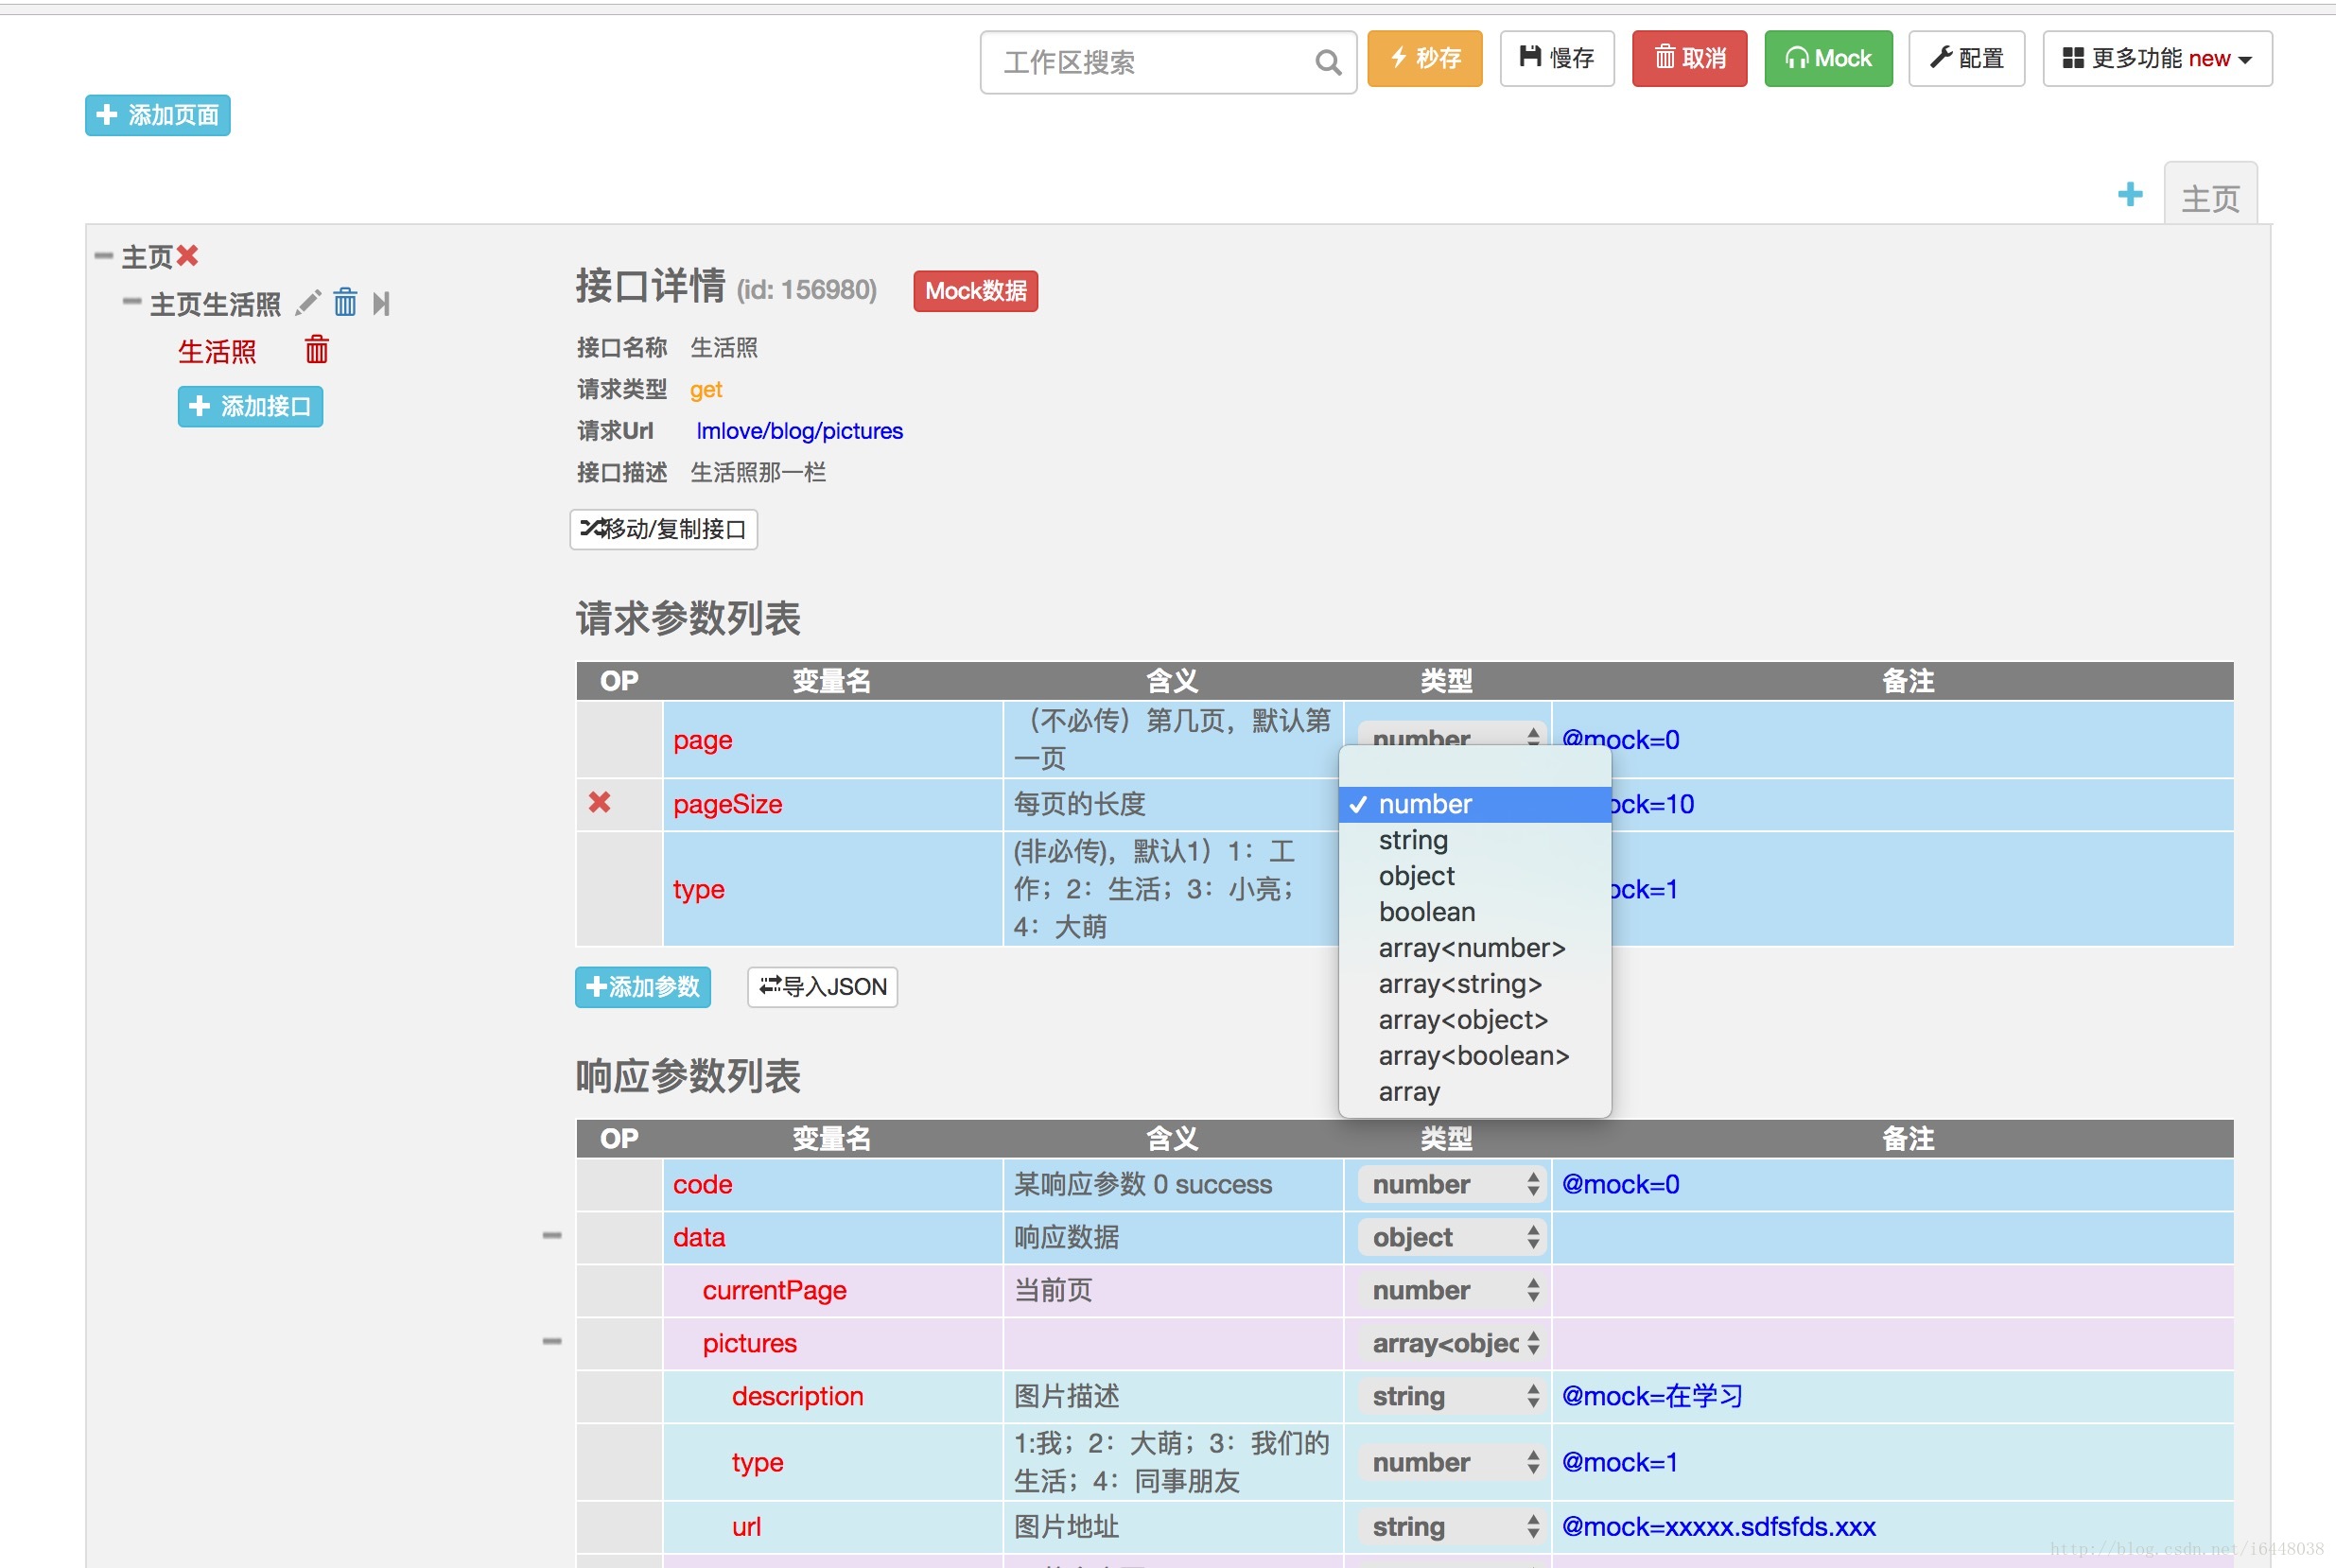 工作区搜索
秒存
慢存
取消
Mock
配置
更多功能 new
添加页面
主页
主页
主页生活照
生活照
添加接口
接口详情 (id: 156980)
Mock数据
接口名称 生活照
请求类型 get
请求Url lmlove/blog/pictures
接口描述 生活照那一栏
移动/复制接口
请求参数列表
OP 变量名 含义 类型 备注
page （不必传）第几页，默认第 number @mock=0
一页
pageSize 每页的长度 ock=10
type (非必传)，默认1）1：工 ock=1
作；2：生活；3：小亮；
4：大萌
number
string
object
boolean
array<number>
array<string>
array<object>
array<boolean>
array
添加参数
导入JSON
响应参数列表
OP 变量名 含义 类型 备注
code 某响应参数 0 success number @mock=0
data 响应数据 object
currentPage 当前页 number
pictures array<objec
description 图片描述 string @mock=在学习
type 1:我；2：大萌；3：我们的 number @mock=1
生活；4：同事朋友
url 图片地址 string @mock=xxxxx.sdfsfds.xxx
http://blog.csdn.net/i6448038